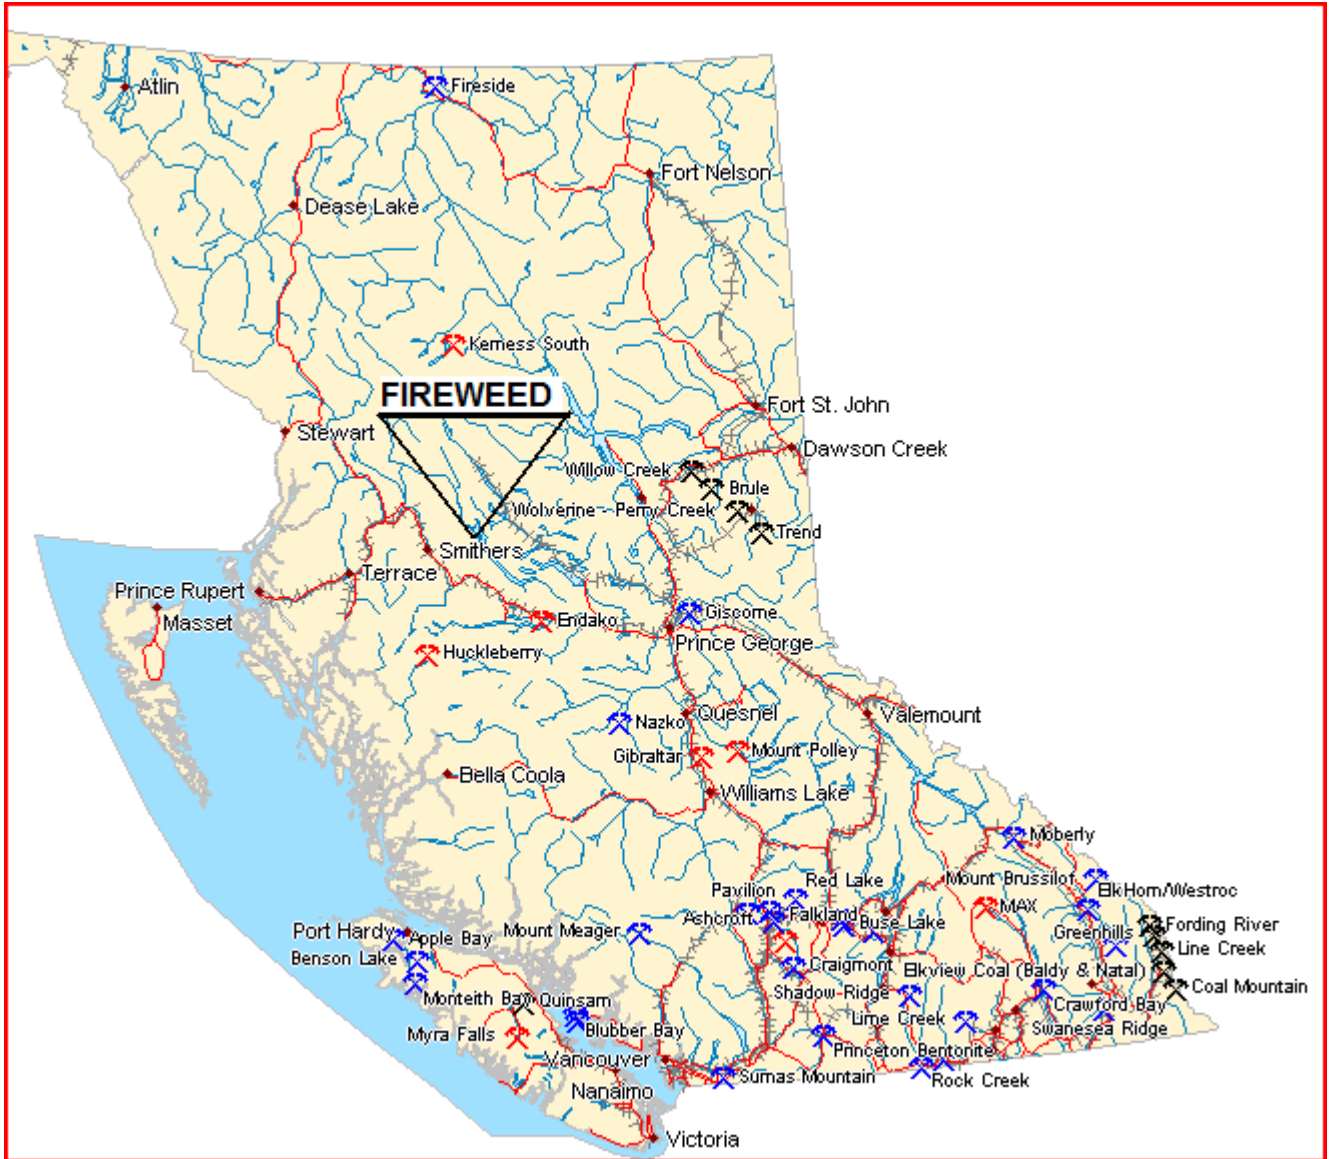 Atlin
Fireside
Fort Nelson
Dease Lake
Kemess South
FIREWEED
Fort St. John
Stewart
Dawson Creek
Willow Creek
Brule
Wolverine - Perry Creek
Trend
Smithers
Terrace
Prince Rupert
Masset
Endako
Giscome
Prince George
Huckleberry
Nazko
Quesnel
Valemount
Gibraltar
Mount Polley
Bella Coola
Williams Lake
Moberly
Red Lake
Mount Brussilof
Pavilion
ElkHorn/Westroc
Ashcroft
Falkland
Buse Lake
MAX
Fording River
Port Hardy
Apple Bay
Mount Meager
Greenhills
Line Creek
Benson Lake
Craigmont
Elkview Coal (Baldy & Natal)
Coal Mountain
Monteith Bay
Quinsam
Shadow Ridge
Crawford Bay
Lime Creek
Swanesea Ridge
Myra Falls
Blubber Bay
Princeton Bentonite
Vancouver
Sumas Mountain
Rock Creek
Nanaimo
Victoria